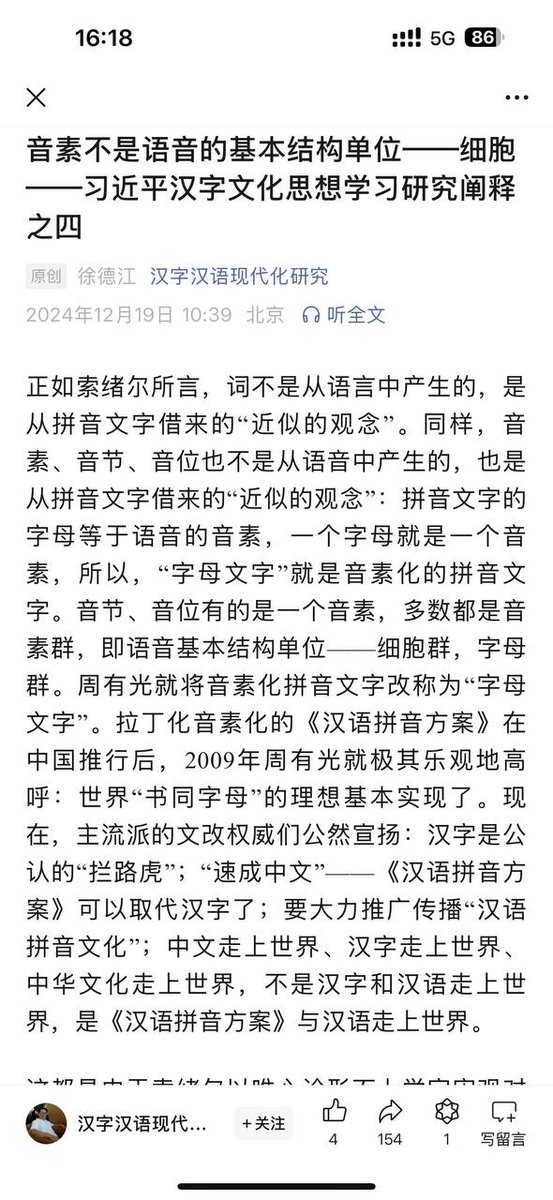 16:18
5G 86
音素不是语音的基本结构单位——细胞
——习近平汉字文化思想学习研究阐释
之四
原创 徐德江 汉字汉语现代化研究
2024年12月19日 10:39 北京 听全文
正如索绪尔所言，词不是从语言中产生的，是
从拼音文字借来的“近似的观念”。同样，音
素、音节、音位也不是从语音中产生的，也是
从拼音文字借来的“近似的观念”：拼音文字的
字母等于语音的音素，一个字母就是一个音
素，所以，“字母文字”就是音素化的拼音文
字。音节、音位有的是一个音素，多数都是音
素群，即语音基本结构单位——细胞群，字母
群。周有光就将音素化拼音文字改称为“字母
文字”。拉丁化音素化的《汉语拼音方案》在
中国推行后，2009年周有光就极其乐观地高
呼：世界“书同字母”的理想基本实现了。现
在，主流派的文改权威们公然宣扬：汉字是公
认的“拦路虎”；“速成中文”——《汉语拼音方
案》可以取代汉字了；要大力推广传播“汉语
拼音文化”；中文走上世界、汉字走上世界、
中华文化走上世界，不是汉字和汉语走上世
界，是《汉语拼音方案》与汉语走上世界。
汉字汉语现代... +关注 4 154 1 写留言